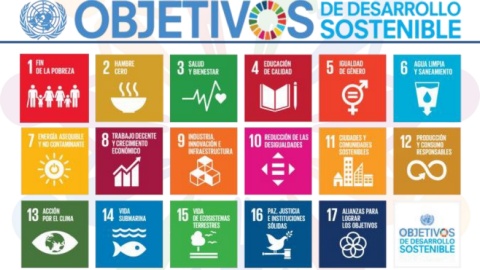 OBJETIVOS
DE DESARROLLO
SOSTENIBLE
1 FIN
DE LA POBREZA
2 HAMBRE
CERO
3 SALUD
Y BIENESTAR
4 EDUCACIÓN
DE CALIDAD
5 IGUALDAD
DE GÉNERO
6 AGUA LIMPIA
Y SANEAMIENTO
7 ENERGÍA ASEQUIBLE
Y NO CONTAMINANTE
8 TRABAJO DECENTE
Y CRECIMIENTO
ECONÓMICO
9 INDUSTRIA,
INNOVACIÓN E
INFRAESTRUCTURA
10 REDUCCIÓN DE LAS
DESIGUALDADES
11 CIUDADES Y
COMUNIDADES
SOSTENIBLES
12 PRODUCCIÓN
Y CONSUMO
RESPONSABLES
13 ACCIÓN
POR EL CLIMA
14 VIDA
SUBMARINA
15 VIDA
DE ECOSISTEMAS
TERRESTRES
16 PAZ, JUSTICIA
E INSTITUCIONES
SÓLIDAS
17 ALIANZAS PARA
LOGRAR
LOS OBJETIVOS
OBJETIVOS
DE DESARROLLO
SOSTENIBLE